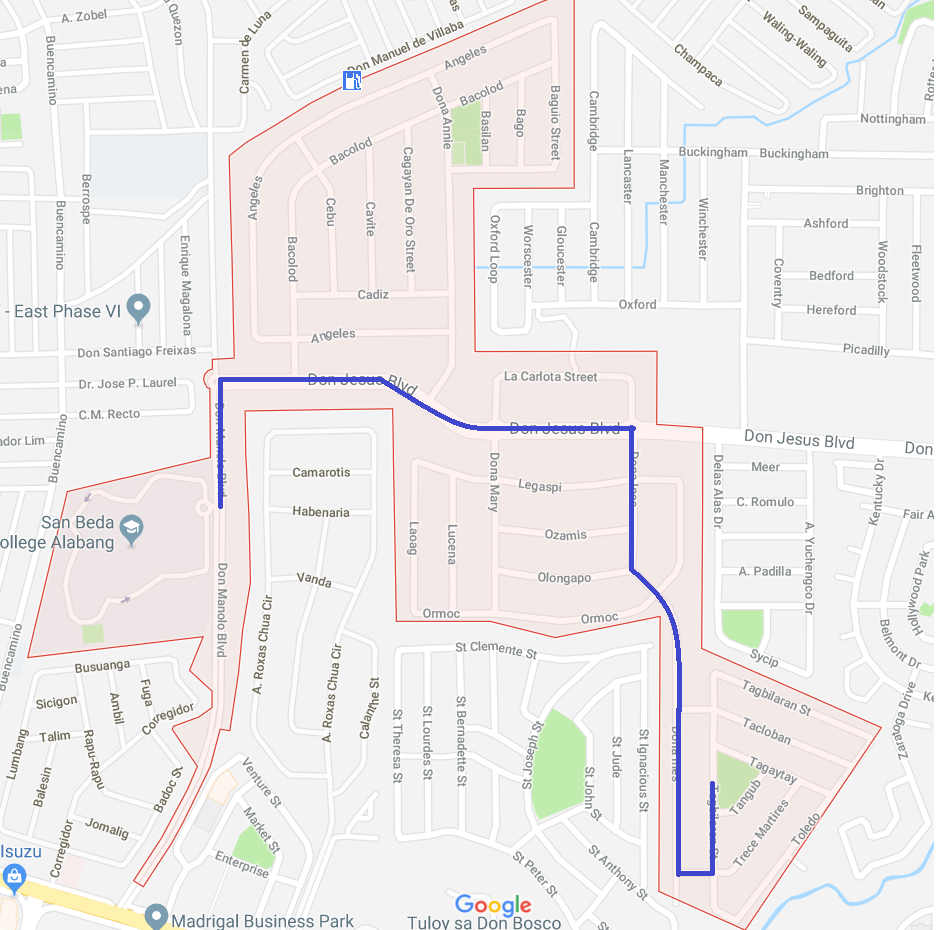 A. Zobel
Quezon
Carmen de Luna
Don Manuel de Villaba
Angeles
Sampaguita
Waling-Waling
Champaca
Buencamino
Dona Annie
Bacolod
Basilan
Bago
Baguio Street
Cambridge
Nottingham
Bacolod
Buckingham
Buckingham
Lancaster
Manchester
Berrospe
Angeles
Cagayan De Oro Street
Brighton
Cebu
Cavite
Winchester
Buencamino
Enrique Magalona
Bacolod
Oxford Loop
Worscester
Gloucester
Cambridge
Ashford
Woodstock
Fleetwood
Coventry
Bedford
Cadiz
Oxford
Hereford
- East Phase VI
Angeles
Don Santiago Freixas
Picadilly
Dr. Jose P. Laurel
Don Jesus Blvd
La Carlota Street
C.M. Recto
Don Manolo Blvd
Don Jesus Blvd
Don Jesus Blvd
Don
ador Lim
Buencamino
Camarotis
Dona Mary
Legaspi
Delas Alas Dr
Meer
Kentucky Dr
C. Romulo
Habenaria
San Beda
ollege Alabang
Laoag
Lucena
Ozamis
A. Yuchengco Dr
Fair A
Vanda
Olongapo
A. Padilla
Hollywood Park
Don Manolo Blvd
A. Roxas Chua Cir
Ormoc
Ormoc
Belmont Dr
Buencamino
Busuanga
A. Roxas Chua Cir
St Clemente St
Sycip
Sicigon
Fuga
Ambil
Corregidor
Calanthe St
Tagbilaran St
Zaratoga Drive
Talim
Lumbang
Rapu-Rapu
St Theresa St
St Lourdes St
St Bernadette St
St Joseph St
St Jude
St Ignacious St
Dona Ines
Tacloban
Balesin
Badoc St
Venture St
St John St
Tagaytay
Tangub
Jomalig
Market St
Trece Martires
Toledo
Corregidor
Enterprise
St Peter St
St Anthony St
Isuzu
Google
Madrigal Business Park
Tuloy sa Don Bosco